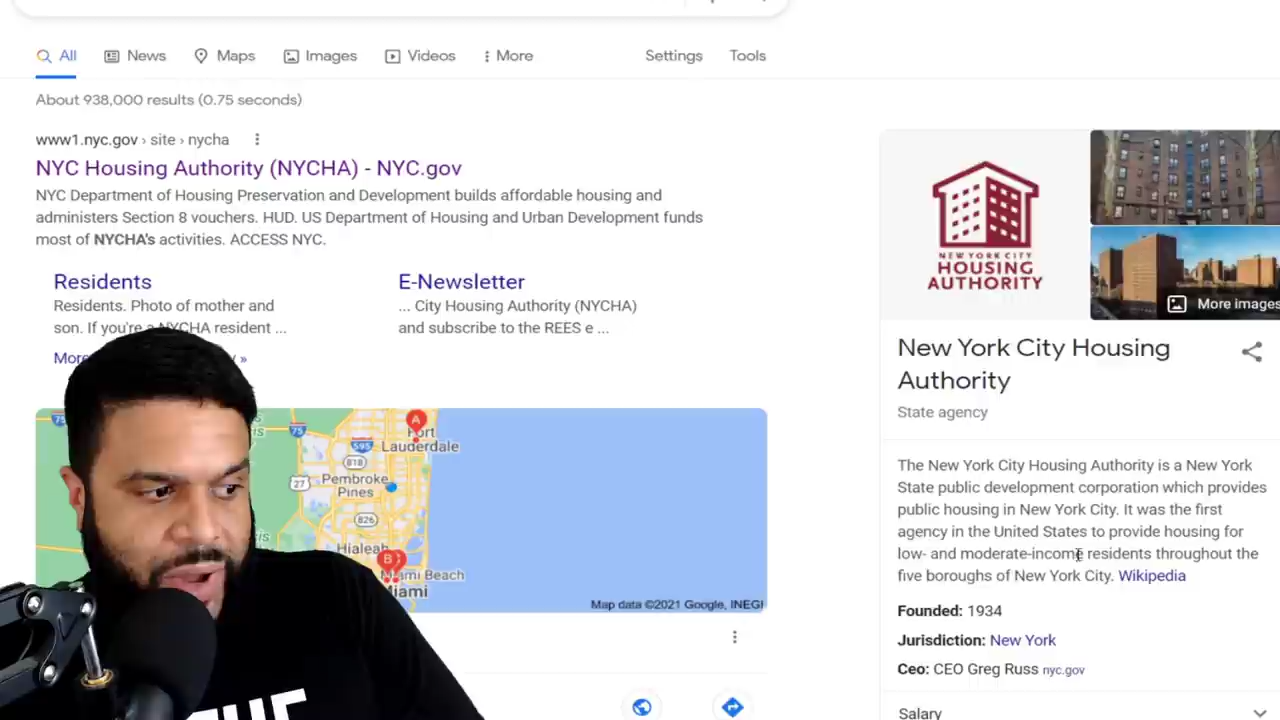 All
News
Maps
Images
Videos
More
Settings
Tools
About 938,000 results (0.75 seconds)
www1.nyc.gov › site › nycha
NYC Housing Authority (NYCHA) - NYC.gov
NYC Department of Housing Preservation and Development builds affordable housing and
administers Section 8 vouchers. HUD. US Department of Housing and Urban Development funds
most of NYCHA's activities. ACCESS NYC.
Residents
Residents. Photo of mother and
son. If you're a NYCHA resident ...
E-Newsletter
... City Housing Authority (NYCHA)
and subscribe to the REES e ...
More
»
75
75
A
595
Fort
Lauderdale
818
27
Pembroke
Pines
826
Hialeah
B
Miami Beach
Miami
Map data ©2021 Google, INEGI
NEW YORK CITY
HOUSING
AUTHORITY
More images
New York City Housing
Authority
State agency
The New York City Housing Authority is a New York
State public development corporation which provides
public housing in New York City. It was the first
agency in the United States to provide housing for
low- and moderate-income residents throughout the
five boroughs of New York City. Wikipedia
Founded: 1934
Jurisdiction: New York
Ceo: CEO Greg Russ nyc.gov
Salary